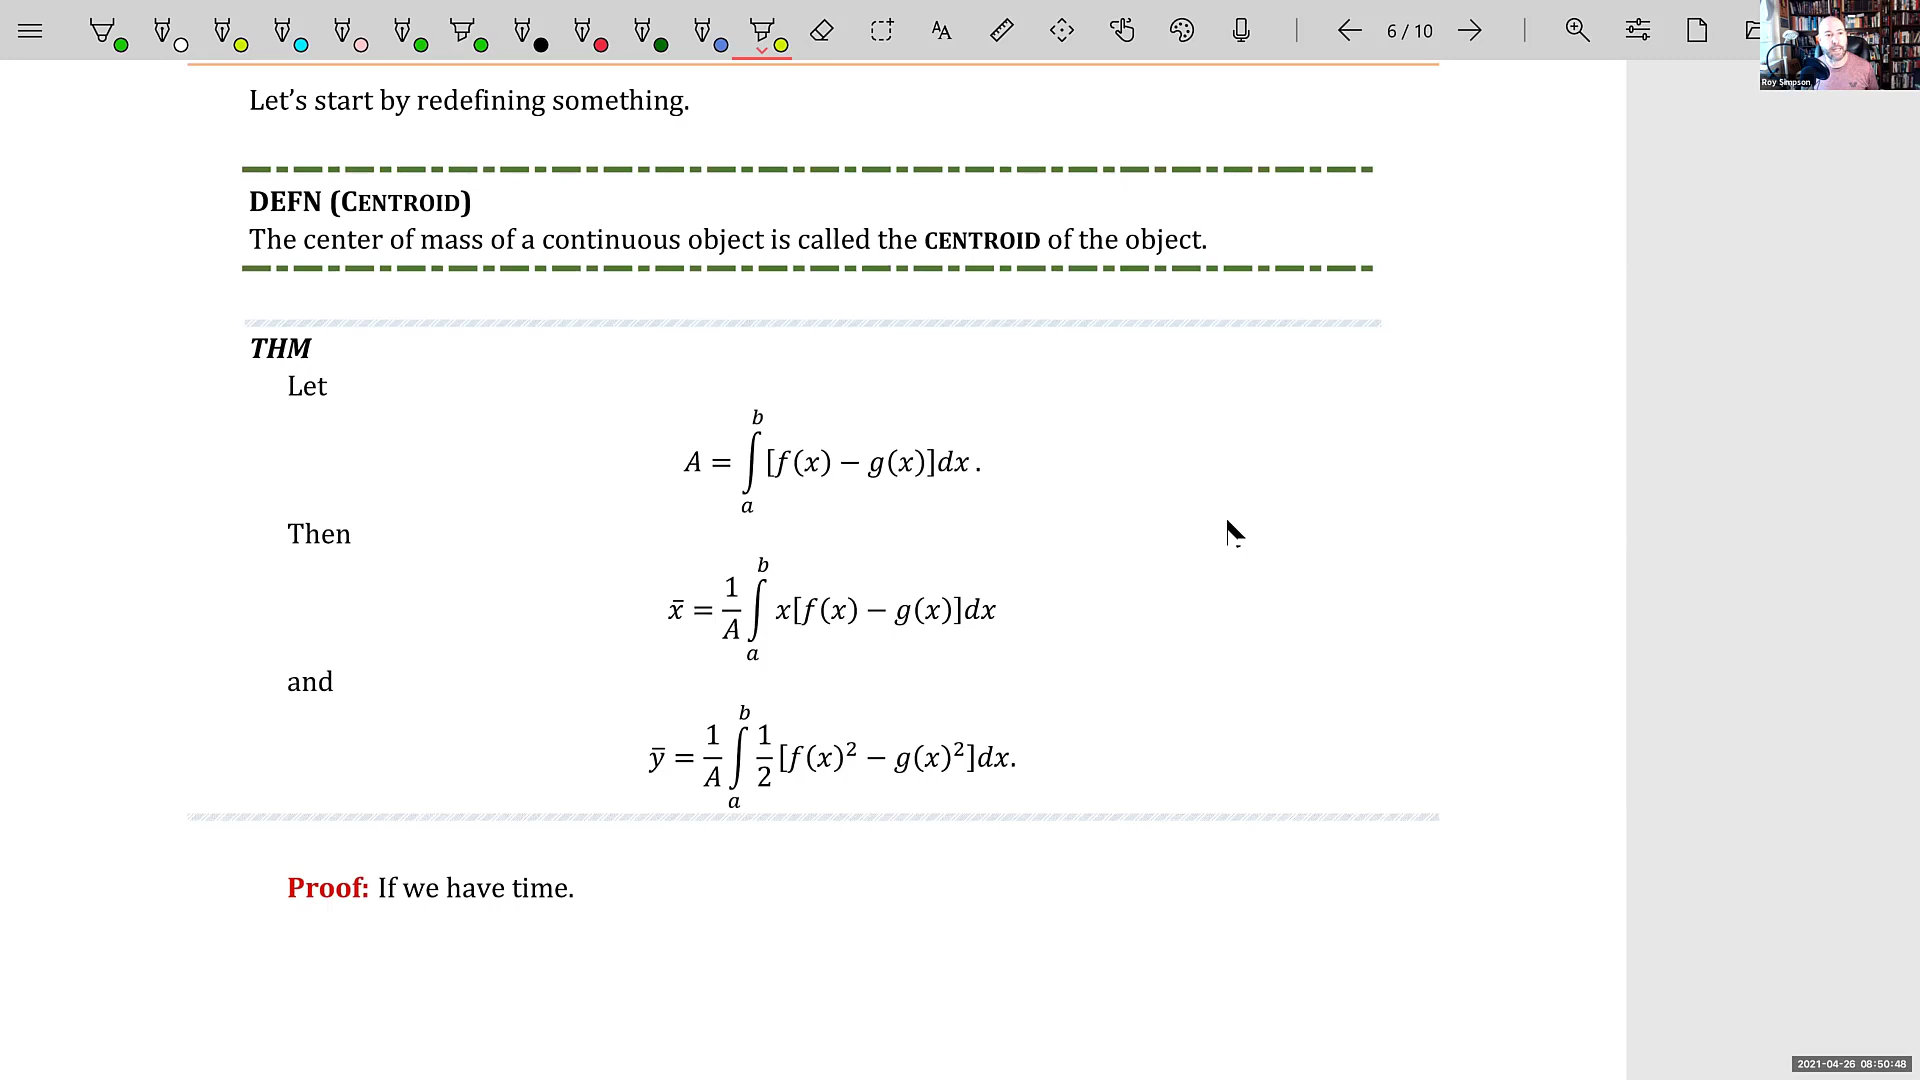 6 / 10
Roy Simpson
Let's start by redefining something.
DEFN (CENTROID)
The center of mass of a continuous object is called the CENTROID of the object.
THM
Let
A = ∫_a^b [f(x) − g(x)]dx .
Then
x̄ = 1/A ∫_a^b x[f(x) − g(x)]dx
and
ȳ = 1/A ∫_a^b 1/2 [f(x)² − g(x)²]dx.
Proof: If we have time.
2021-04-26 08:50:48